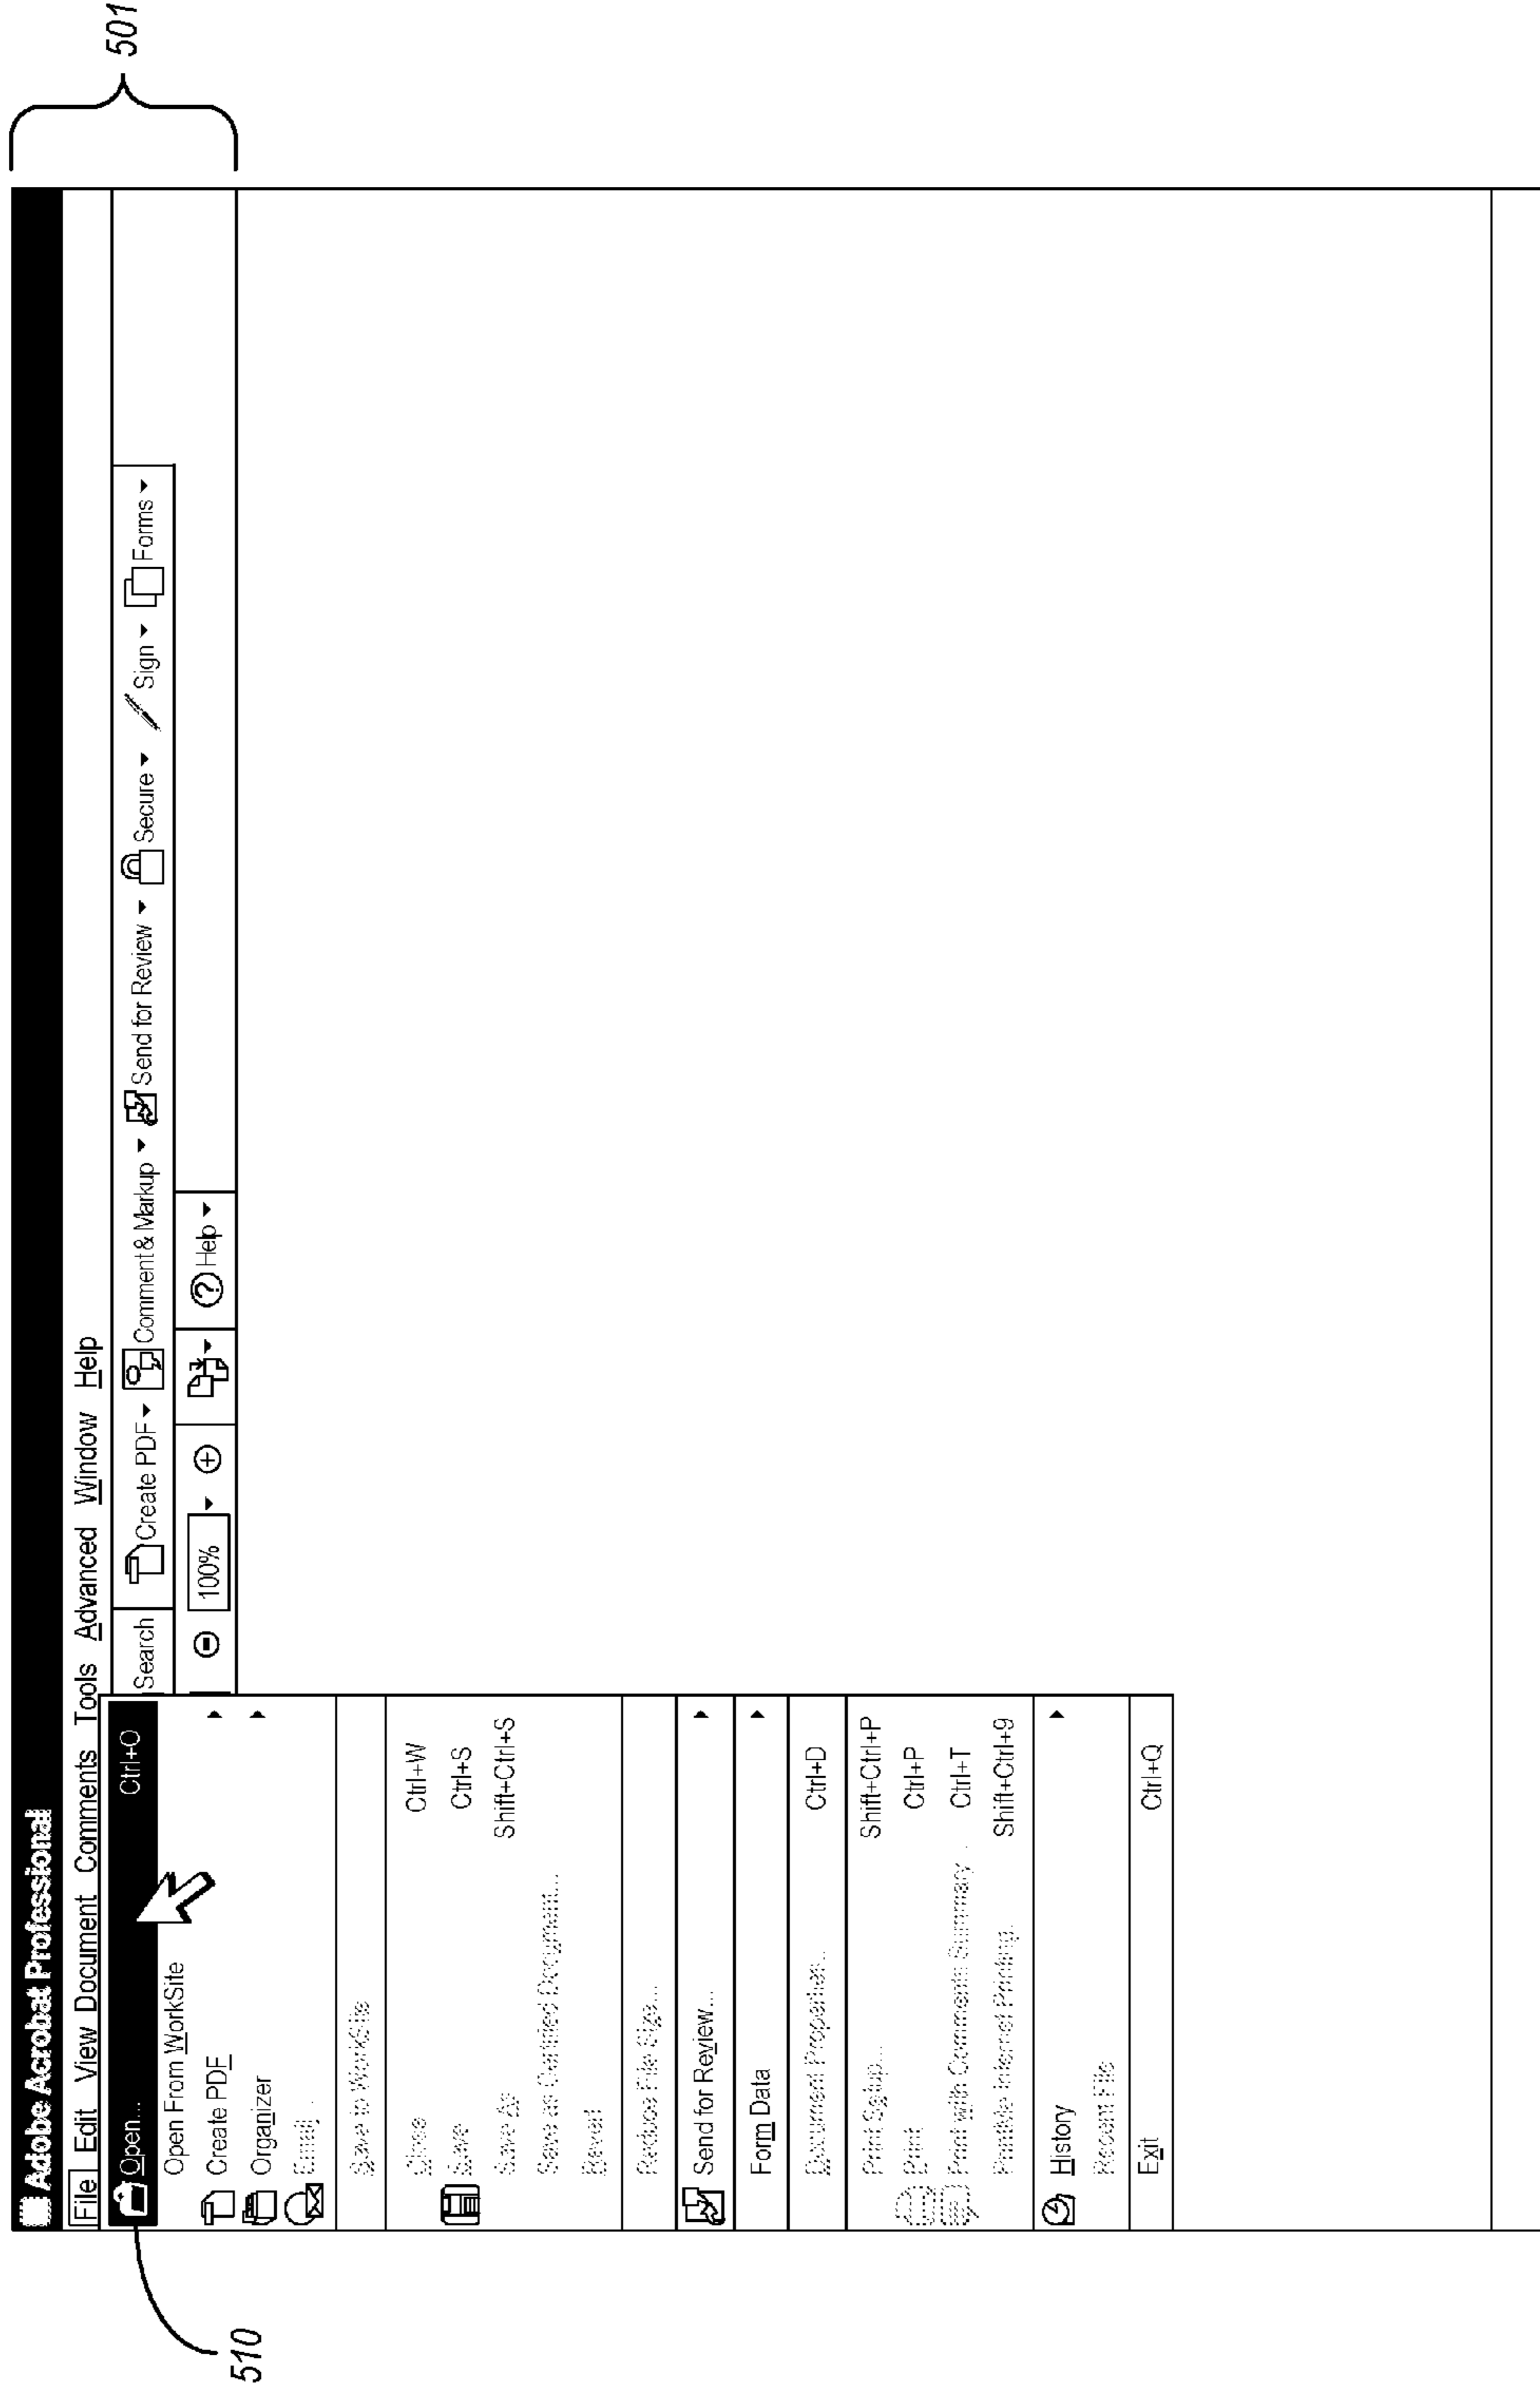 501
Adobe Acrobat Professional
File Edit View Document Comments Tools Advanced Window Help
Search Create PDF Comment & Markup Send for Review Secure Sign Forms
100% Help
Open... Ctrl+O
Open From WorkSite
Create PDF
Organizer
Email...
Save to WorkSite
Close Ctrl+W
Save Ctrl+S
Save As Shift+Ctrl+S
Save as Certified Document...
Revert
Reduce File Size...
Send for Review...
Form Data
Document Properties... Ctrl+D
Print Setup... Shift+Ctrl+P
Print Ctrl+P
Print with Comments Summary . Ctrl+T
PrintMe Internet Printing. Shift+Ctrl+9
History
Recent File
Exit Ctrl+Q
510